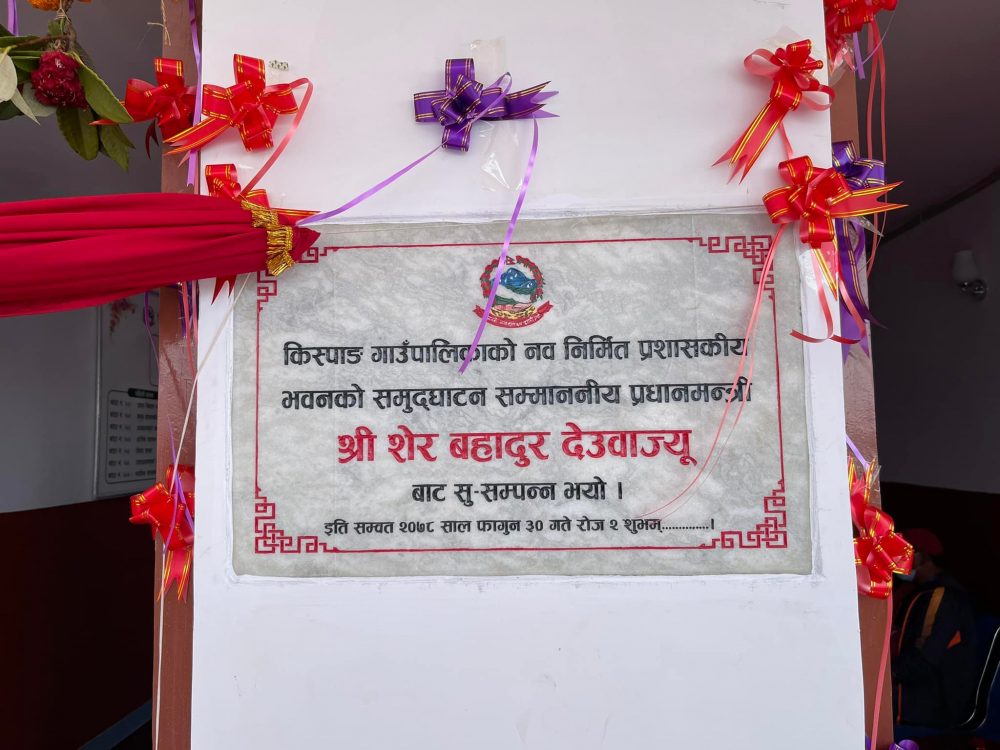 किस्पाङ गाउँपालिकाको नव निर्मित प्रशासकीय
भवनको समुद्घाटन सम्माननीय प्रधानमन्त्री
श्री शेर बहादुर देउवाज्यू
बाट सु-सम्पन्न भयो ।
इति सम्वत २०७८ साल फागुन ३० गते रोज २ शुभम्.............।